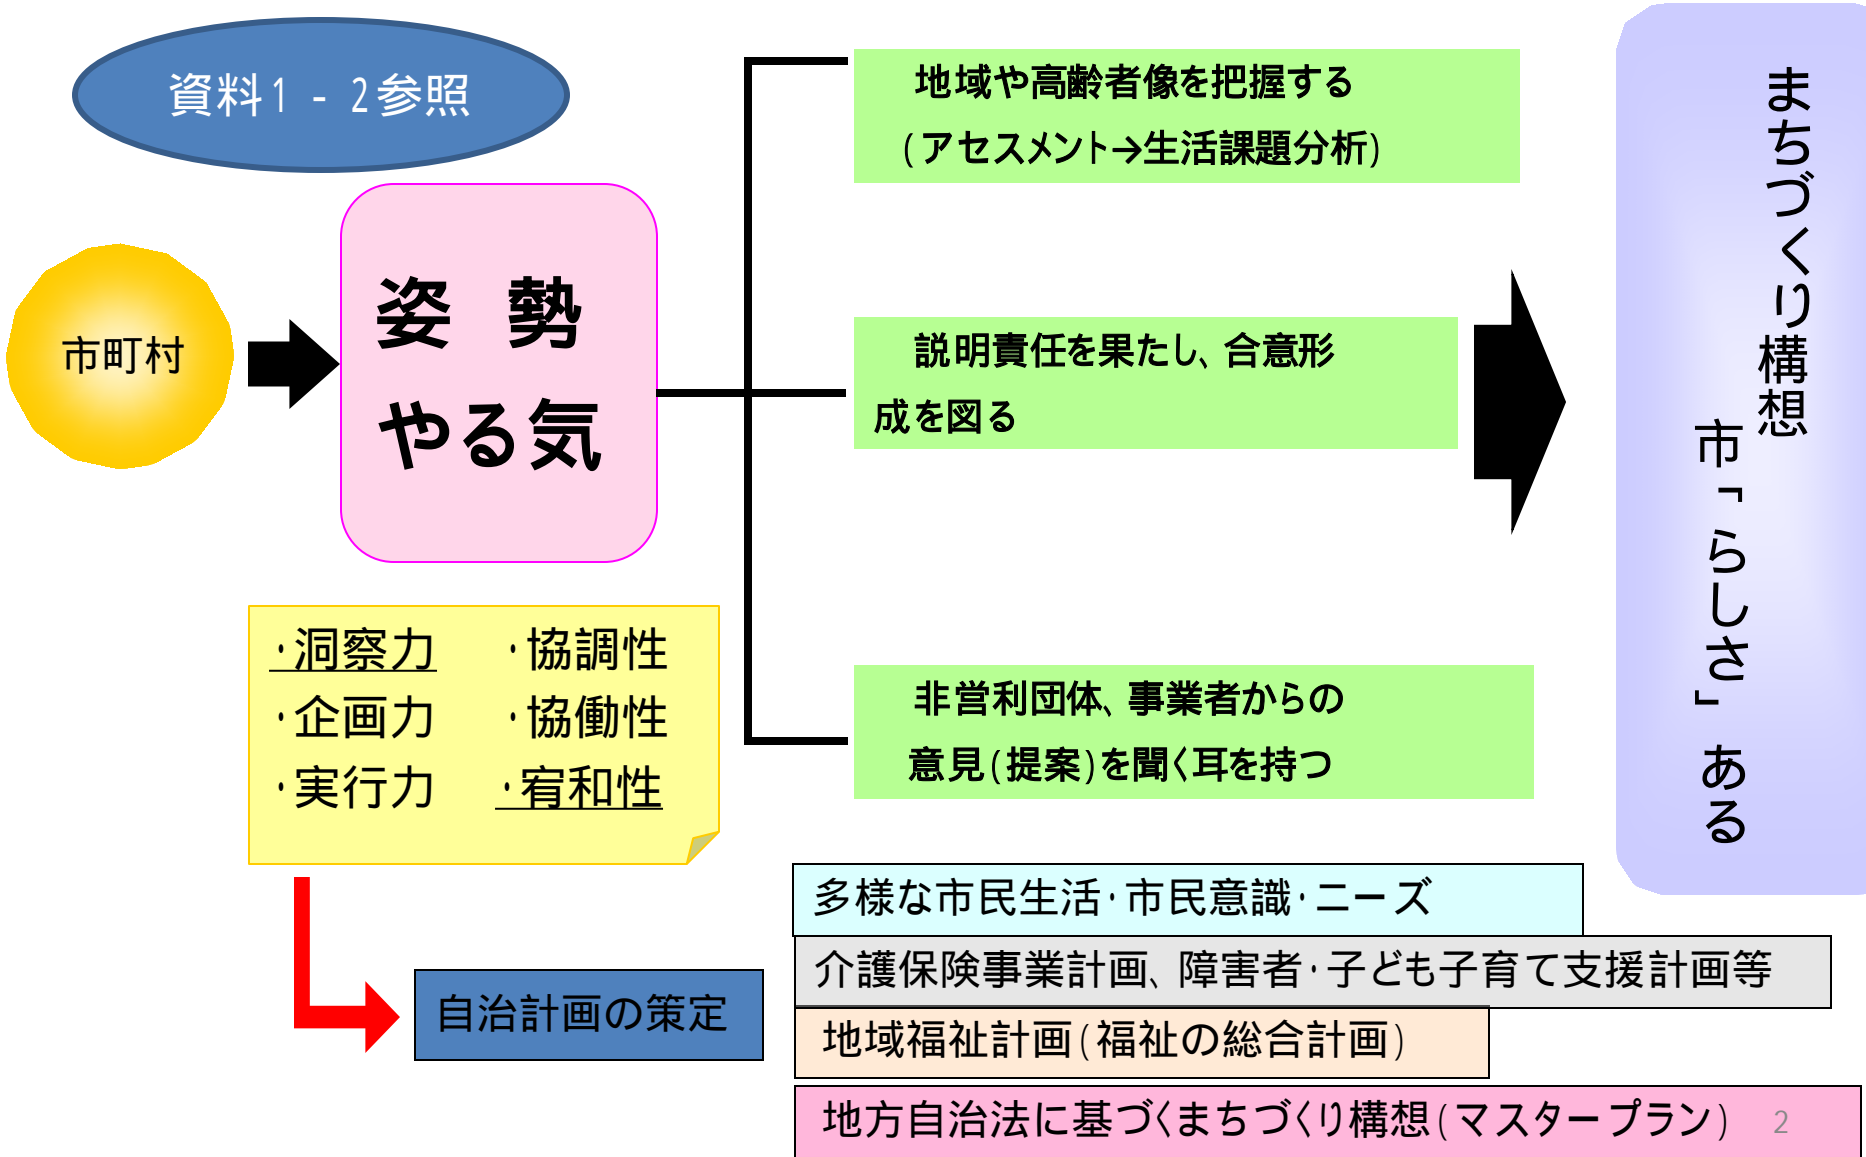 資料1-2参照
市町村
姿 勢
やる気
地域や高齢者像を把握する
(アセスメント→生活課題分析)
説明責任を果たし、合意形
成を図る
非営利団体、事業者からの
意見(提案)を聞く耳を持つ
まちづくり構想
市「らしさ」ある
・洞察力 ・協調性
・企画力 ・協働性
・実行力 ・宥和性
自治計画の策定
多様な市民生活・市民意識・ニーズ
介護保険事業計画、障害者・子ども子育て支援計画等
地域福祉計画(福祉の総合計画)
地方自治法に基づくまちづくり構想(マスタープラン)
2